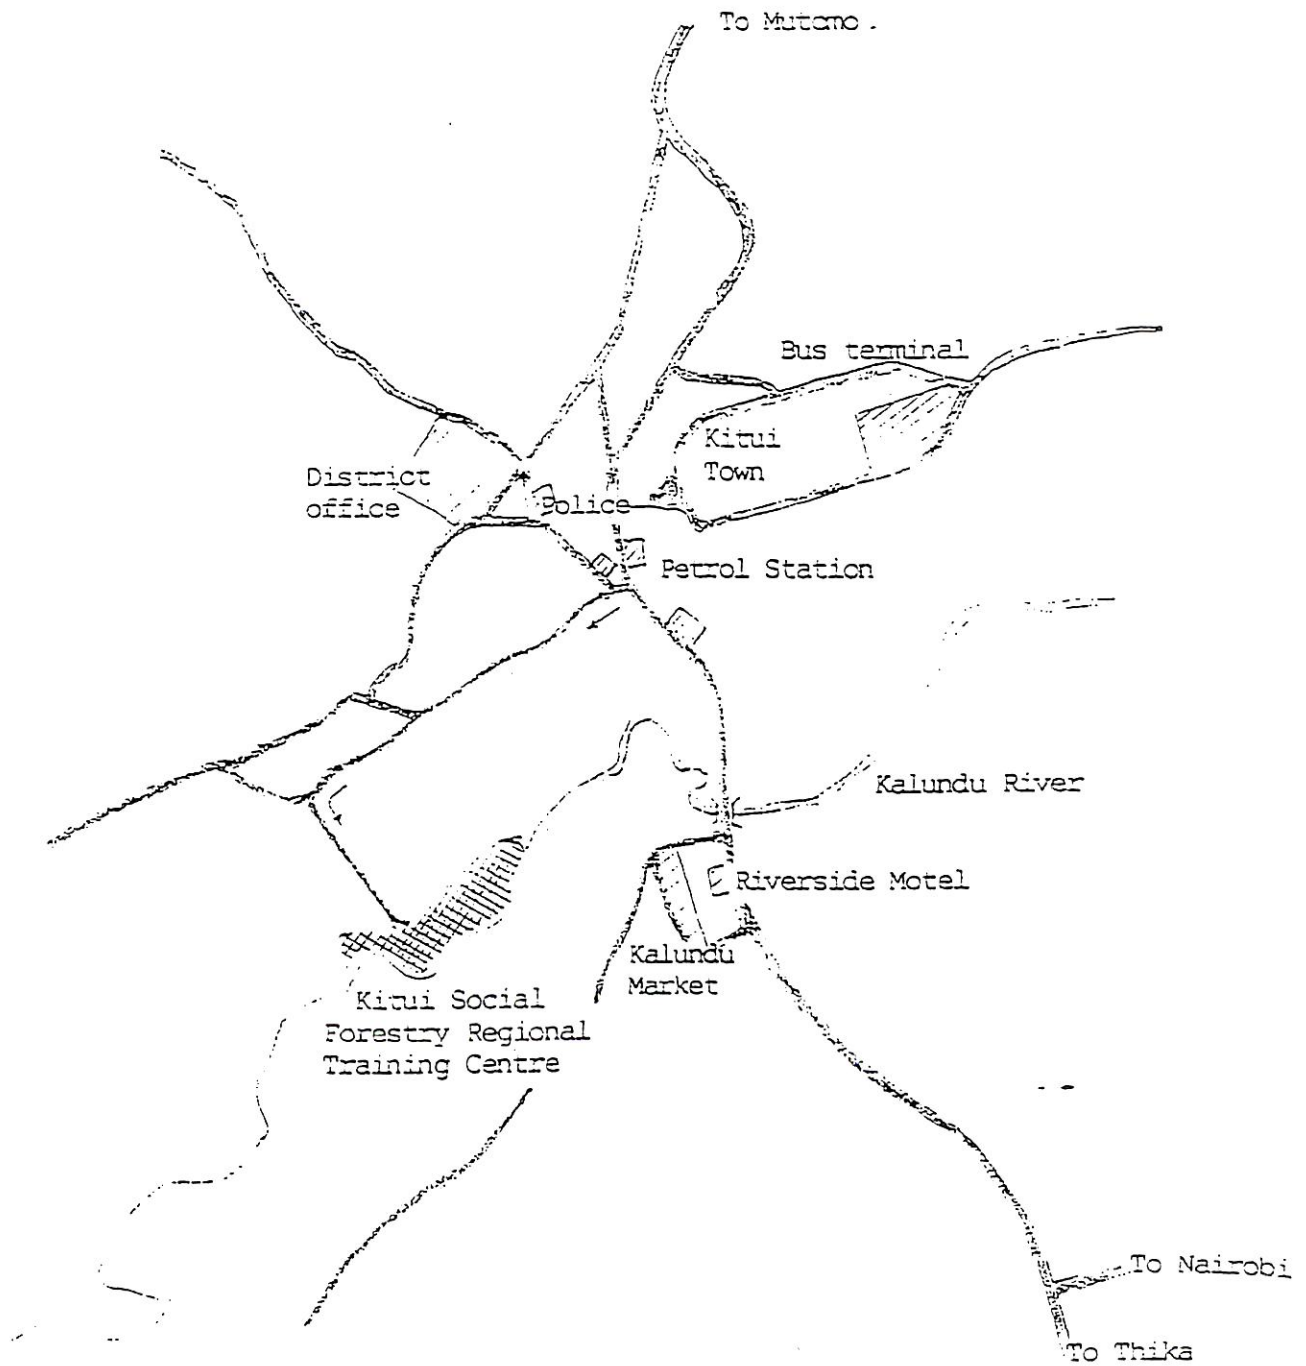 To Mutomo.
Bus terminal
Kitui
Town
District
office
Police
Petrol Station
Kalundu River
Riverside Motel
Kalundu
Market
Kitui Social
Forestry Regional
Training Centre
To Nairobi
To Thika